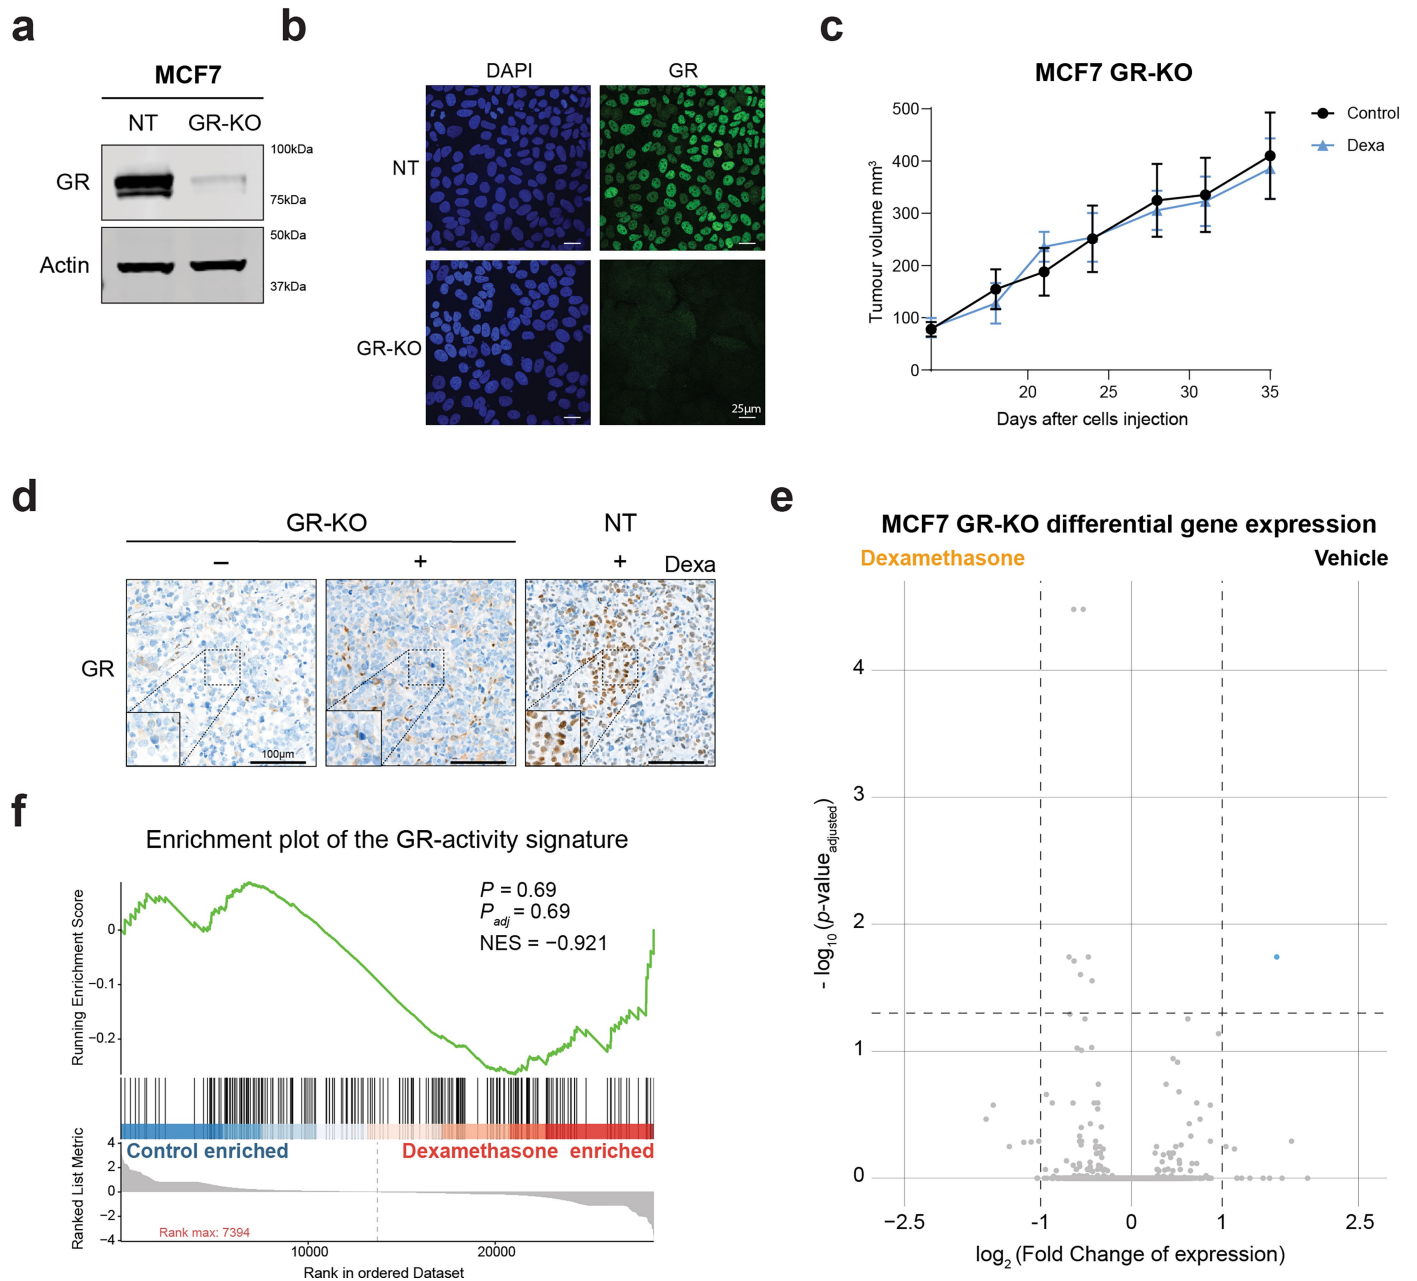 a
MCF7
NT GR-KO
GR
100kDa
75kDa
Actin
50kDa
37kDa
b
DAPI GR
NT
GR-KO
25µm
c
MCF7 GR-KO
Control
Dexa
Tumour volume mm³
500
400
300
200
100
0
20 25 30 35
Days after cells injection
d
GR-KO NT
– + + Dexa
GR
100µm
e
MCF7 GR-KO differential gene expression
Dexamethasone Vehicle
- log₁₀ (p-value adjusted)
4
3
2
1
0
−2.5 -1 0 1 2.5
log₂ (Fold Change of expression)
f
Enrichment plot of the GR-activity signature
P = 0.69
Padj = 0.69
NES = −0.921
Running Enrichment Score
0
−0.1
−0.2
Control enriched Dexamethasone enriched
Ranked List Metric
4
2
0
−2
−4
Rank max: 7394
10000 20000
Rank in ordered Dataset